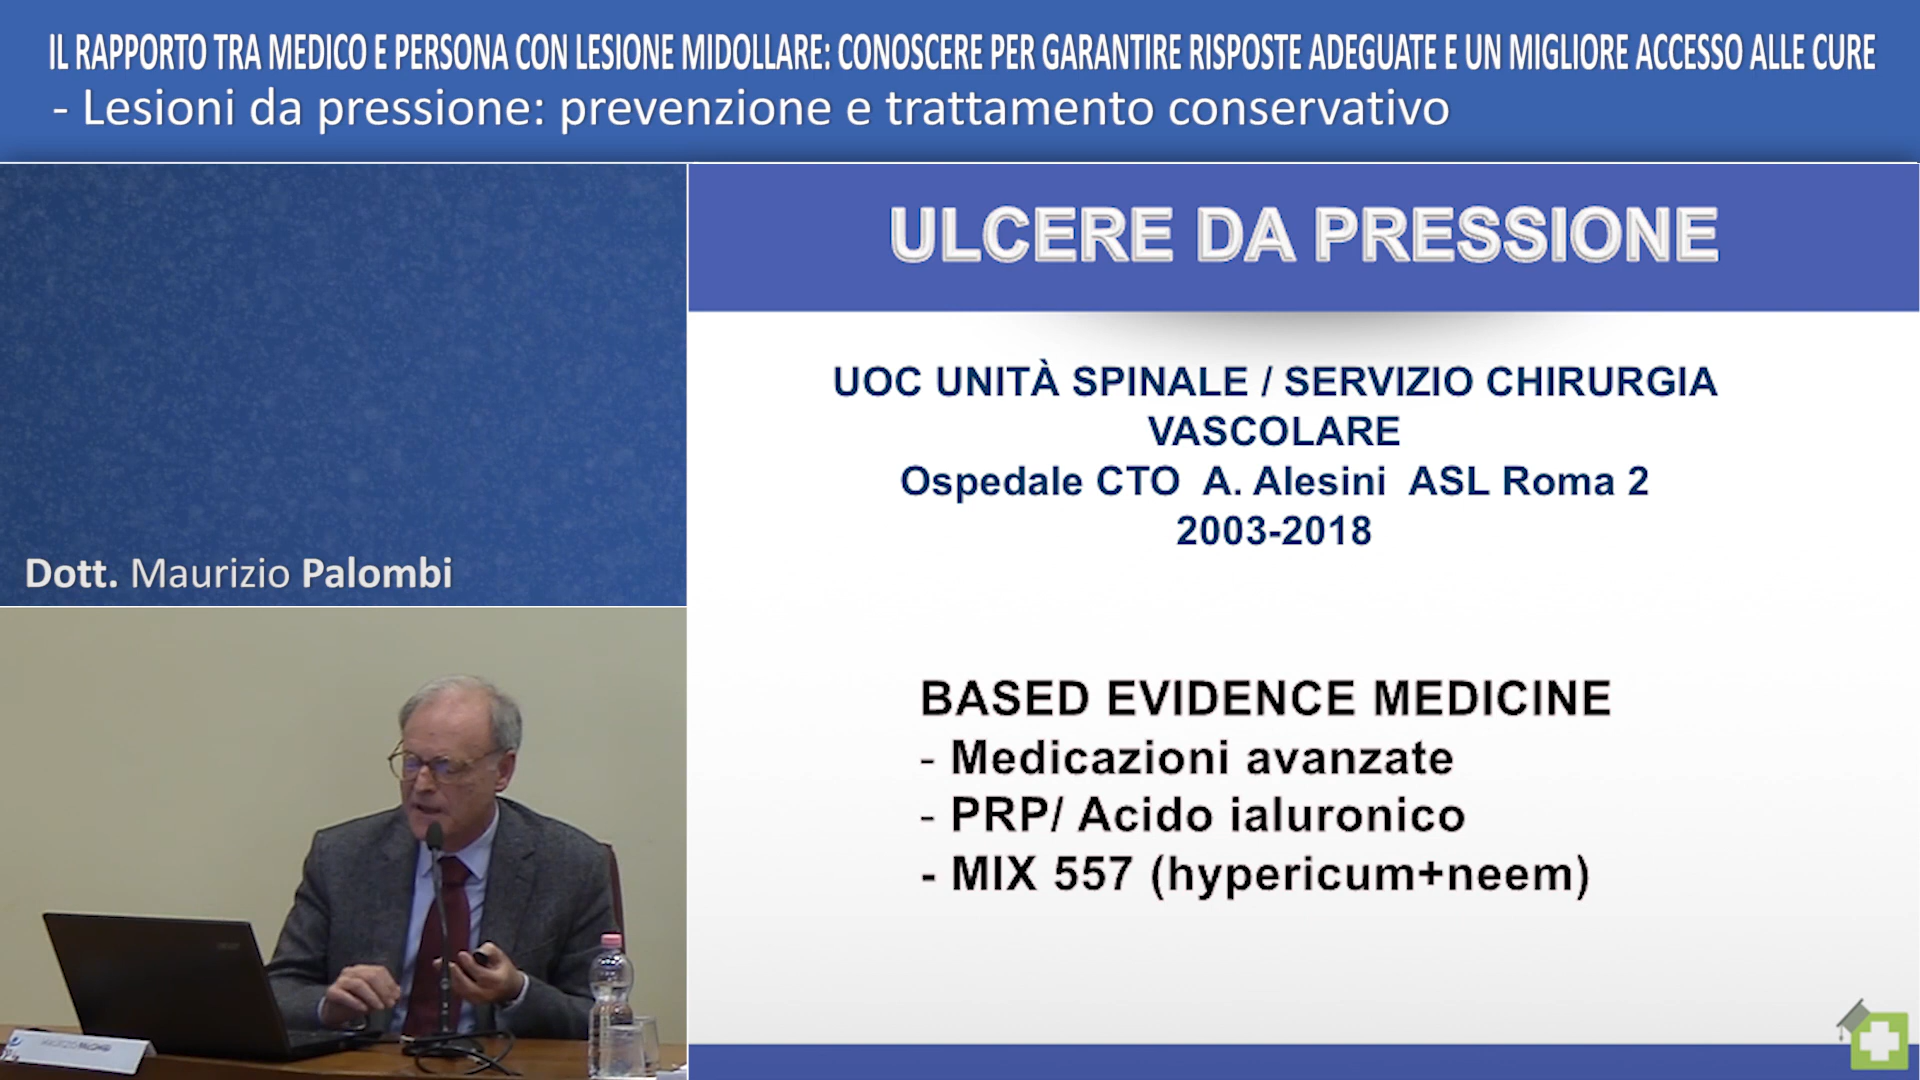 IL RAPPORTO TRA MEDICO E PERSONA CON LESIONE MIDOLLARE: CONOSCERE PER GARANTIRE RISPOSTE ADEGUATE E UN MIGLIORE ACCESSO ALLE CURE
- Lesioni da pressione: prevenzione e trattamento conservativo
ULCERE DA PRESSIONE
UOC UNITÀ SPINALE / SERVIZIO CHIRURGIA
VASCOLARE
Ospedale CTO A. Alesini ASL Roma 2
2003-2018
BASED EVIDENCE MEDICINE
- Medicazioni avanzate
- PRP/ Acido ialuronico
- MIX 557 (hypericum+neem)
Dott. Maurizio Palombi
MAURIZIO PALOMBI